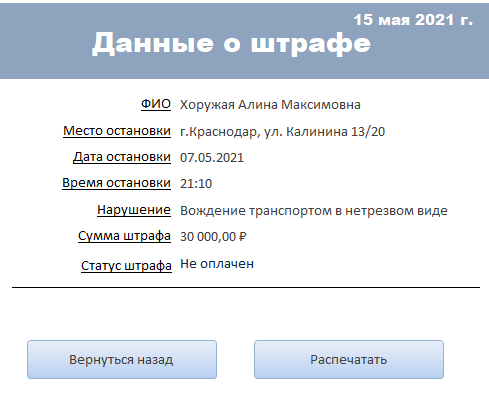 15 мая 2021 г.
Данные о штрафе
ФИО Хоружая Алина Максимовна
Место остановки г.Краснодар, ул. Калинина 13/20
Дата остановки 07.05.2021
Время остановки 21:10
Нарушение Вождение транспортом в нетрезвом виде
Сумма штрафа 30 000,00 ₽
Статус штрафа Не оплачен
Вернуться назад Распечатать